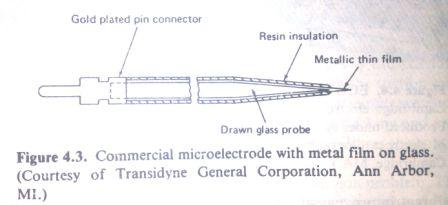 Gold plated pin connector
Resin insulation
Metallic thin film
Drawn glass probe
Figure 4.3. Commercial microelectrode with metal film on glass.
(Courtesy of Transidyne General Corporation, Ann Arbor,
MI.)